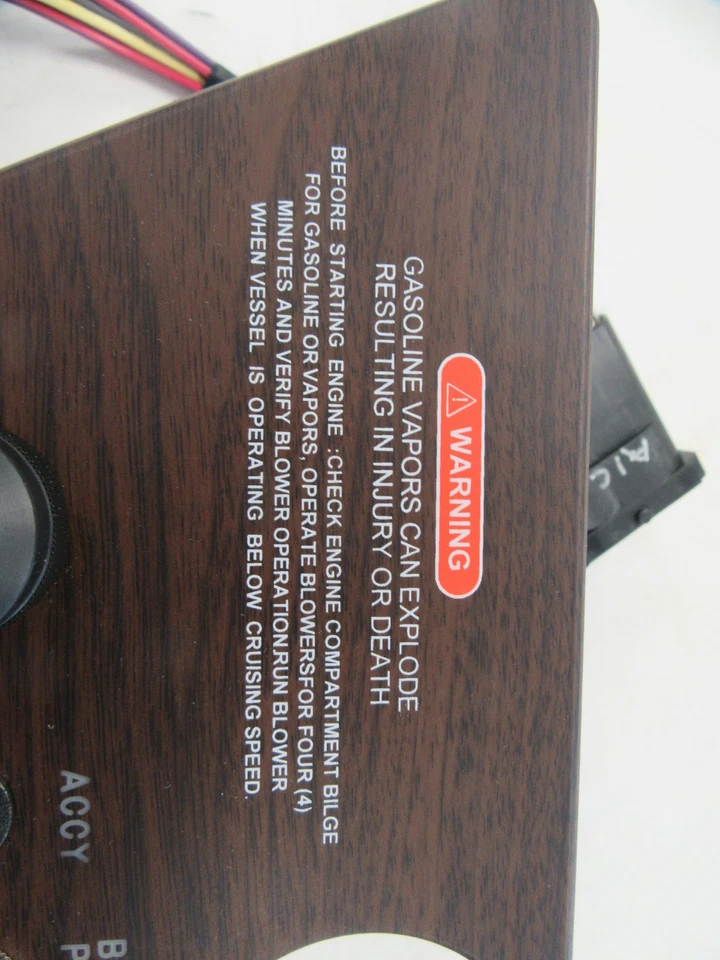 WARNING
GASOLINE VAPORS CAN EXPLODE
RESULTING IN INJURY OR DEATH
BEFORE STARTING ENGINE :CHECK ENGINE COMPARTMENT BILGE
FOR GASOLINE OR VAPORS, OPERATE BLOWERSFOR FOUR (4)
MINUTES AND VERIFY BLOWER OPERATION.RUN BLOWER
WHEN VESSEL IS OPERATING BELOW CRUISING SPEED.
ACCY
B
P